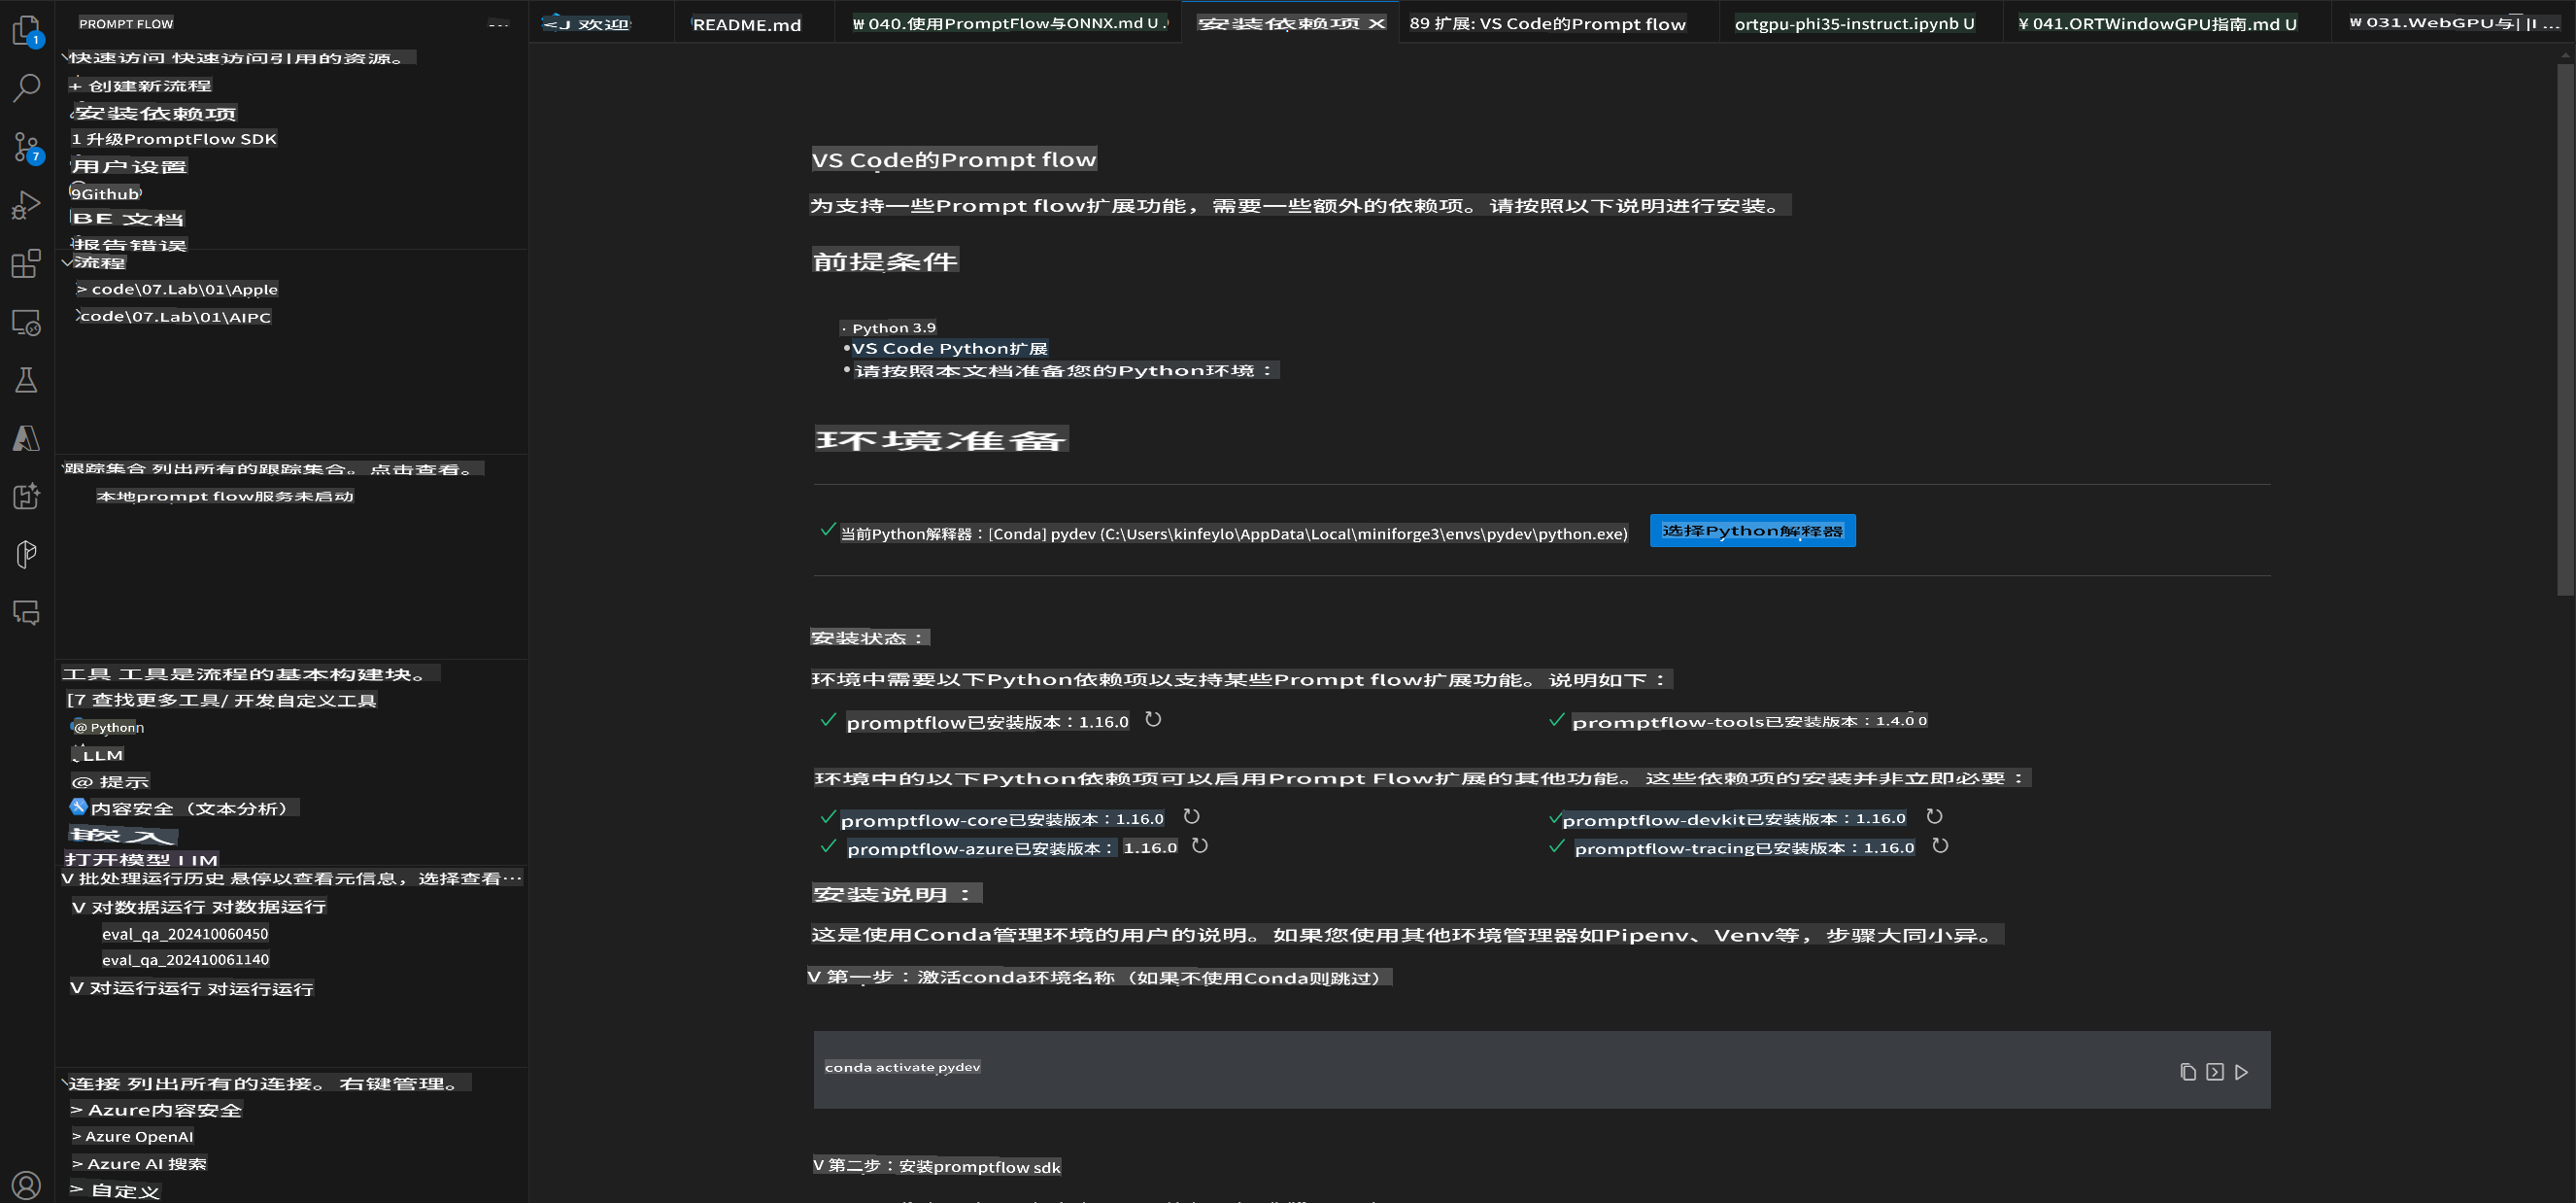 PROMPT FLOW
快速访问 快速访问引用的资源。
+ 创建新流程
安装依赖项
1 升级PromptFlow SDK
用户设置
9Github
BE 文档
报告错误
流程
> code\07.Lab\01\Apple
code\07.Lab\01\AIPC
跟踪集合 列出所有的跟踪集合。点击查看。
本地prompt flow服务未启动
工具 工具是流程的基本构建块。
[7 查找更多工具/ 开发自定义工具
@ Python
LLM
@ 提示
内容安全（文本分析）
嵌入
打开模型
V 批处理运行历史 悬停以查看元信息，选择查看···
V 对数据运行 对数据运行
eval_qa_202410060450
eval_qa_202410061140
V 对运行运行 对运行运行
连接 列出所有的连接。右键管理。
> Azure内容安全
> Azure OpenAI
> Azure AI 搜索
> 自定义
欢迎
README.md
₩ 040.使用PromptFlow与ONNX.md U
安装依赖项 X
89 扩展: VS Code的Prompt flow
ortgpu-phi35-instruct.ipynb U
¥ 041.ORTWindowGPU指南.md U
₩ 031.WebGPU与
VS Code的Prompt flow
为支持一些Prompt flow扩展功能，需要一些额外的依赖项。请按照以下说明进行安装。
前提条件
· Python 3.9
•VS Code Python扩展
•请按照本文档准备您的Python环境：
环境准备
当前Python解释器：[Conda] pydev (C:\Users\kinfeylo\AppData\Local\miniforge3\envs\pydev\python.exe)
选择Python解释器
安装状态：
环境中需要以下Python依赖项以支持某些Prompt flow扩展功能。说明如下：
promptflow已安装版本：1.16.0
promptflow-tools已安装版本：1.4.0 0
环境中的以下Python依赖项可以启用Prompt Flow扩展的其他功能。这些依赖项的安装并非立即必要：
promptflow-core已安装版本：1.16.0
promptflow-devkit已安装版本：1.16.0
promptflow-azure已安装版本： 1.16.0
promptflow-tracing已安装版本：1.16.0
安装说明：
这是使用Conda管理环境的用户的说明。如果您使用其他环境管理器如Pipenv、Venv等，步骤大同小异。
V 第一步：激活conda环境名称（如果不使用Conda则跳过）
conda activate pydev
V 第二步：安装promptflow sdk